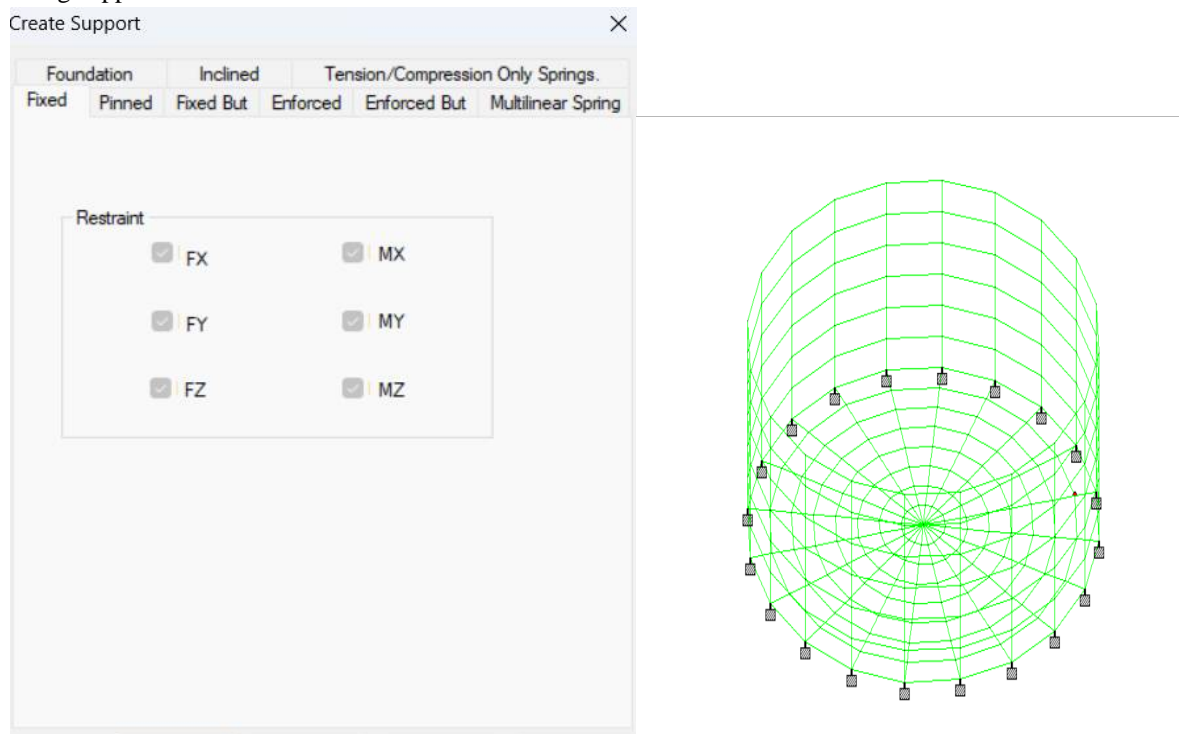 Create Support
Foundation Inclined Tension/Compression Only Springs.
Fixed Pinned Fixed But Enforced Enforced But Multilinear Spring
Restraint
FX MX
FY MY
FZ MZ